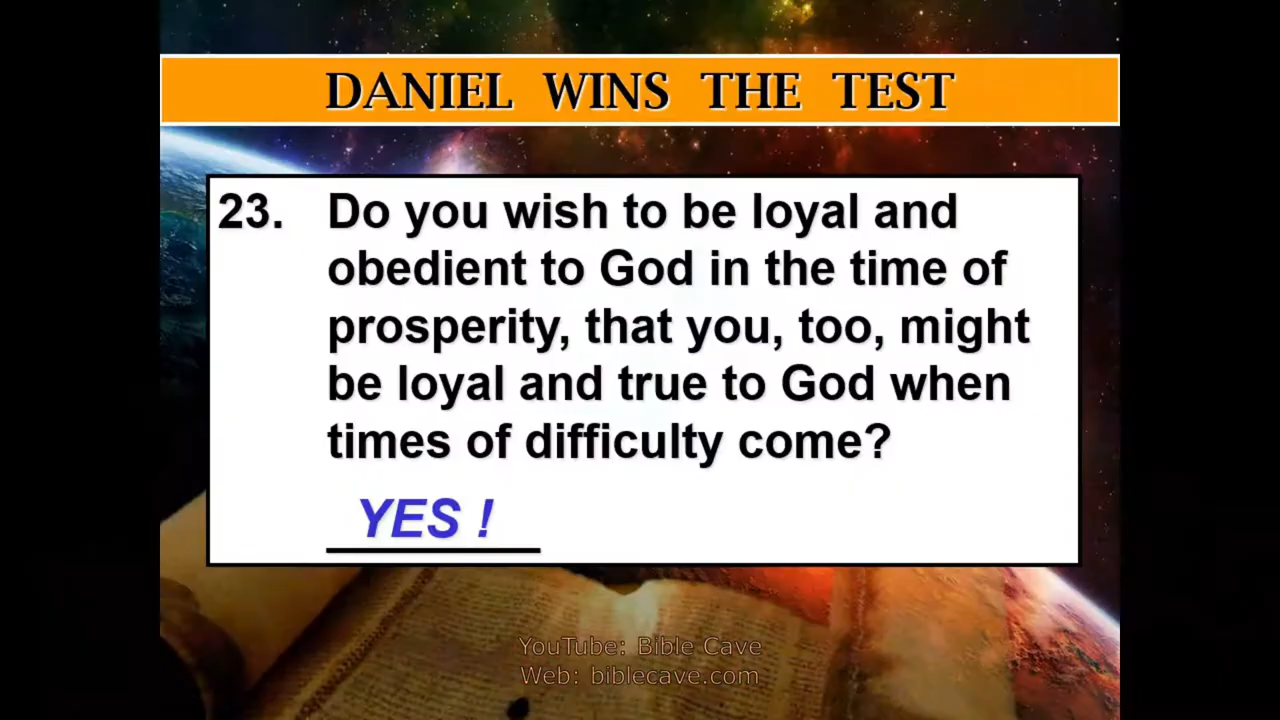 DANIEL WINS THE TEST
23. Do you wish to be loyal and
obedient to God in the time of
prosperity, that you, too, might
be loyal and true to God when
times of difficulty come?
YES !
YouTube: Bible Cave
Web: biblecave.com